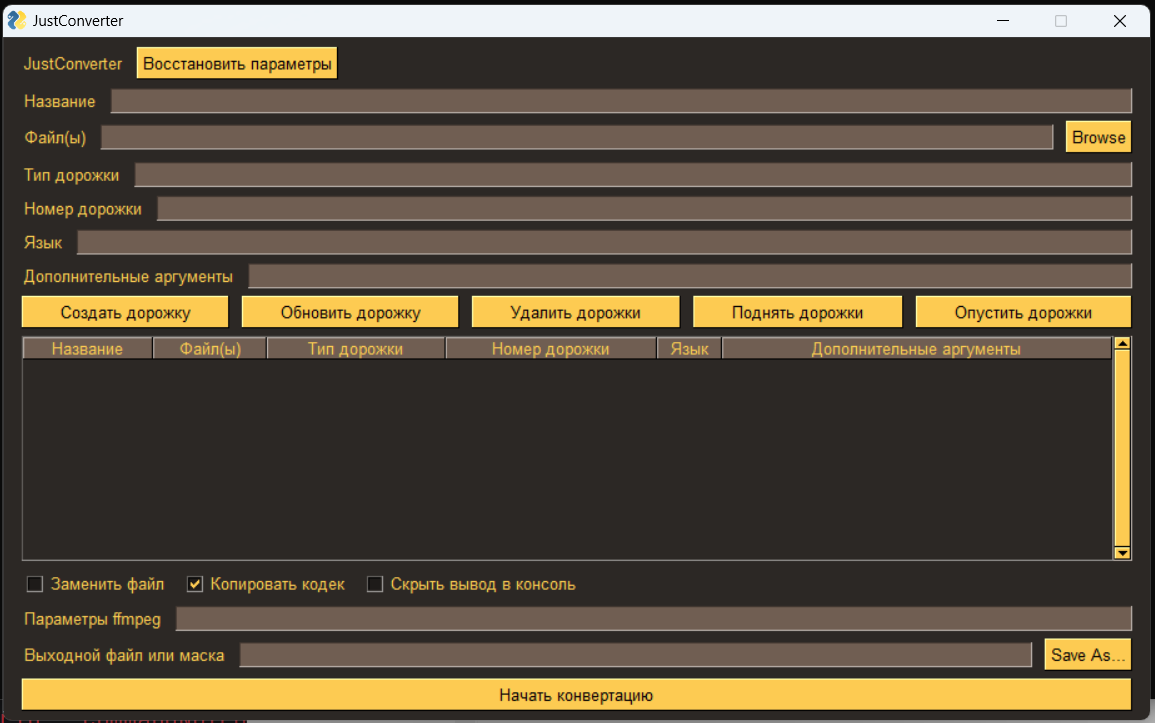 JustConverter
JustConverter Восстановить параметры
Название
Файл(ы) Browse
Тип дорожки
Номер дорожки
Язык
Дополнительные аргументы
Создать дорожку Обновить дорожку Удалить дорожки Поднять дорожки Опустить дорожки
Название Файл(ы) Тип дорожки Номер дорожки Язык Дополнительные аргументы
Заменить файл Копировать кодек Скрыть вывод в консоль
Параметры ffmpeg
Выходной файл или маска Save As...
Начать конвертацию